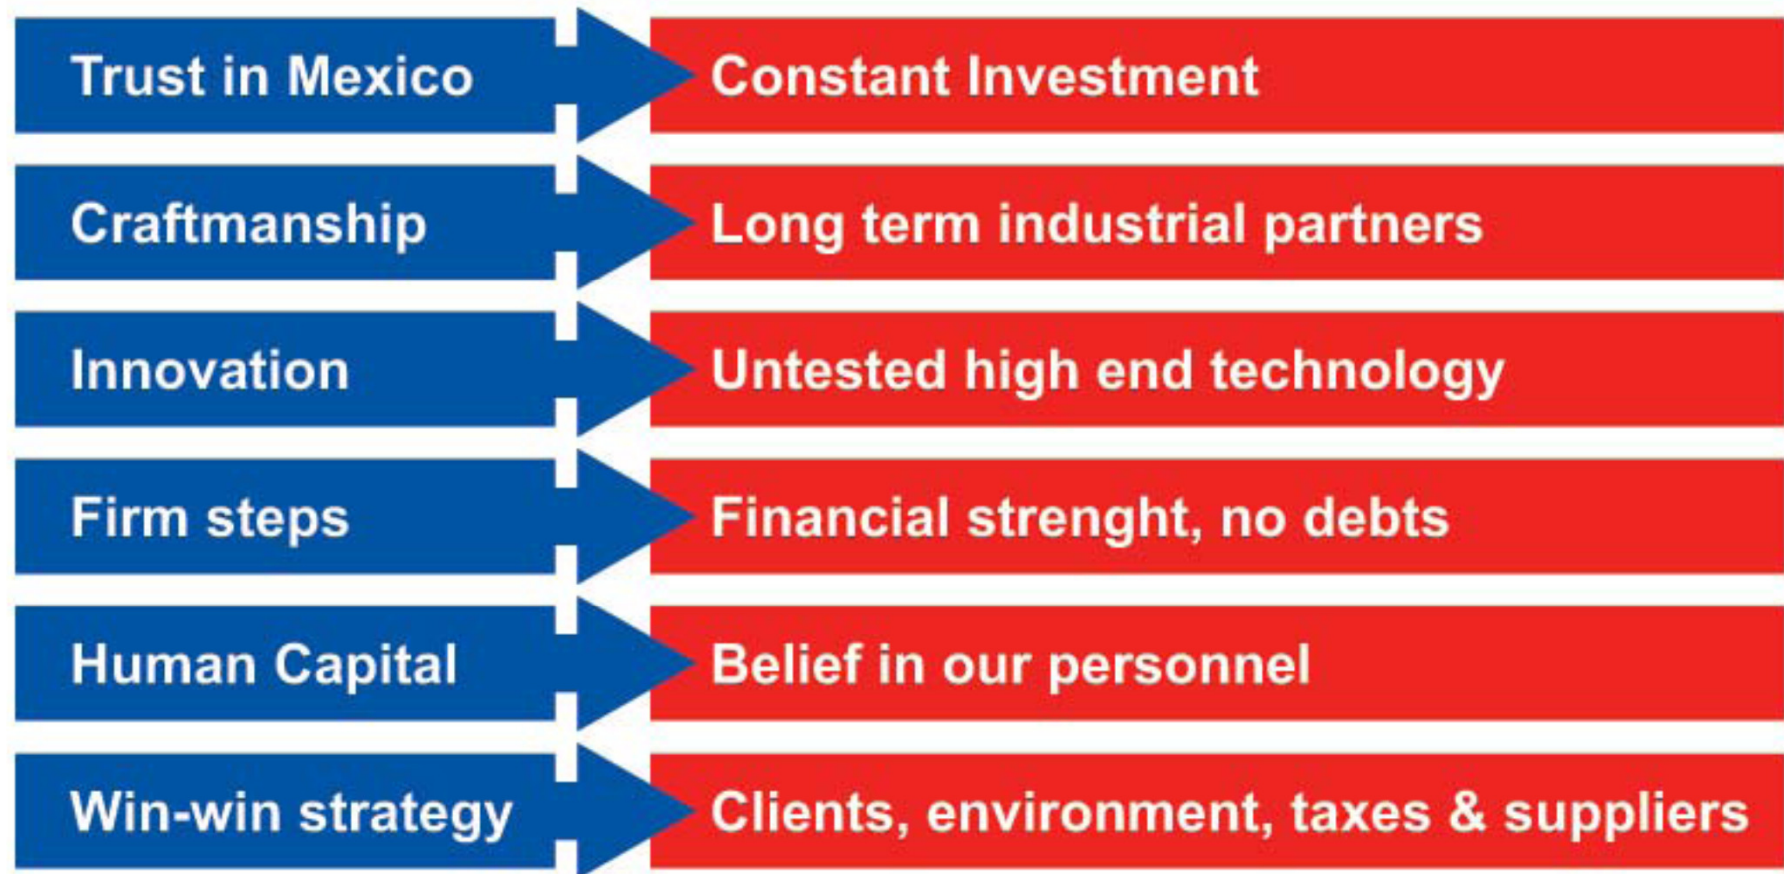 Trust in Mexico Constant Investment
Craftmanship Long term industrial partners
Innovation Untested high end technology
Firm steps Financial strenght, no debts
Human Capital Belief in our personnel
Win-win strategy Clients, environment, taxes & suppliers